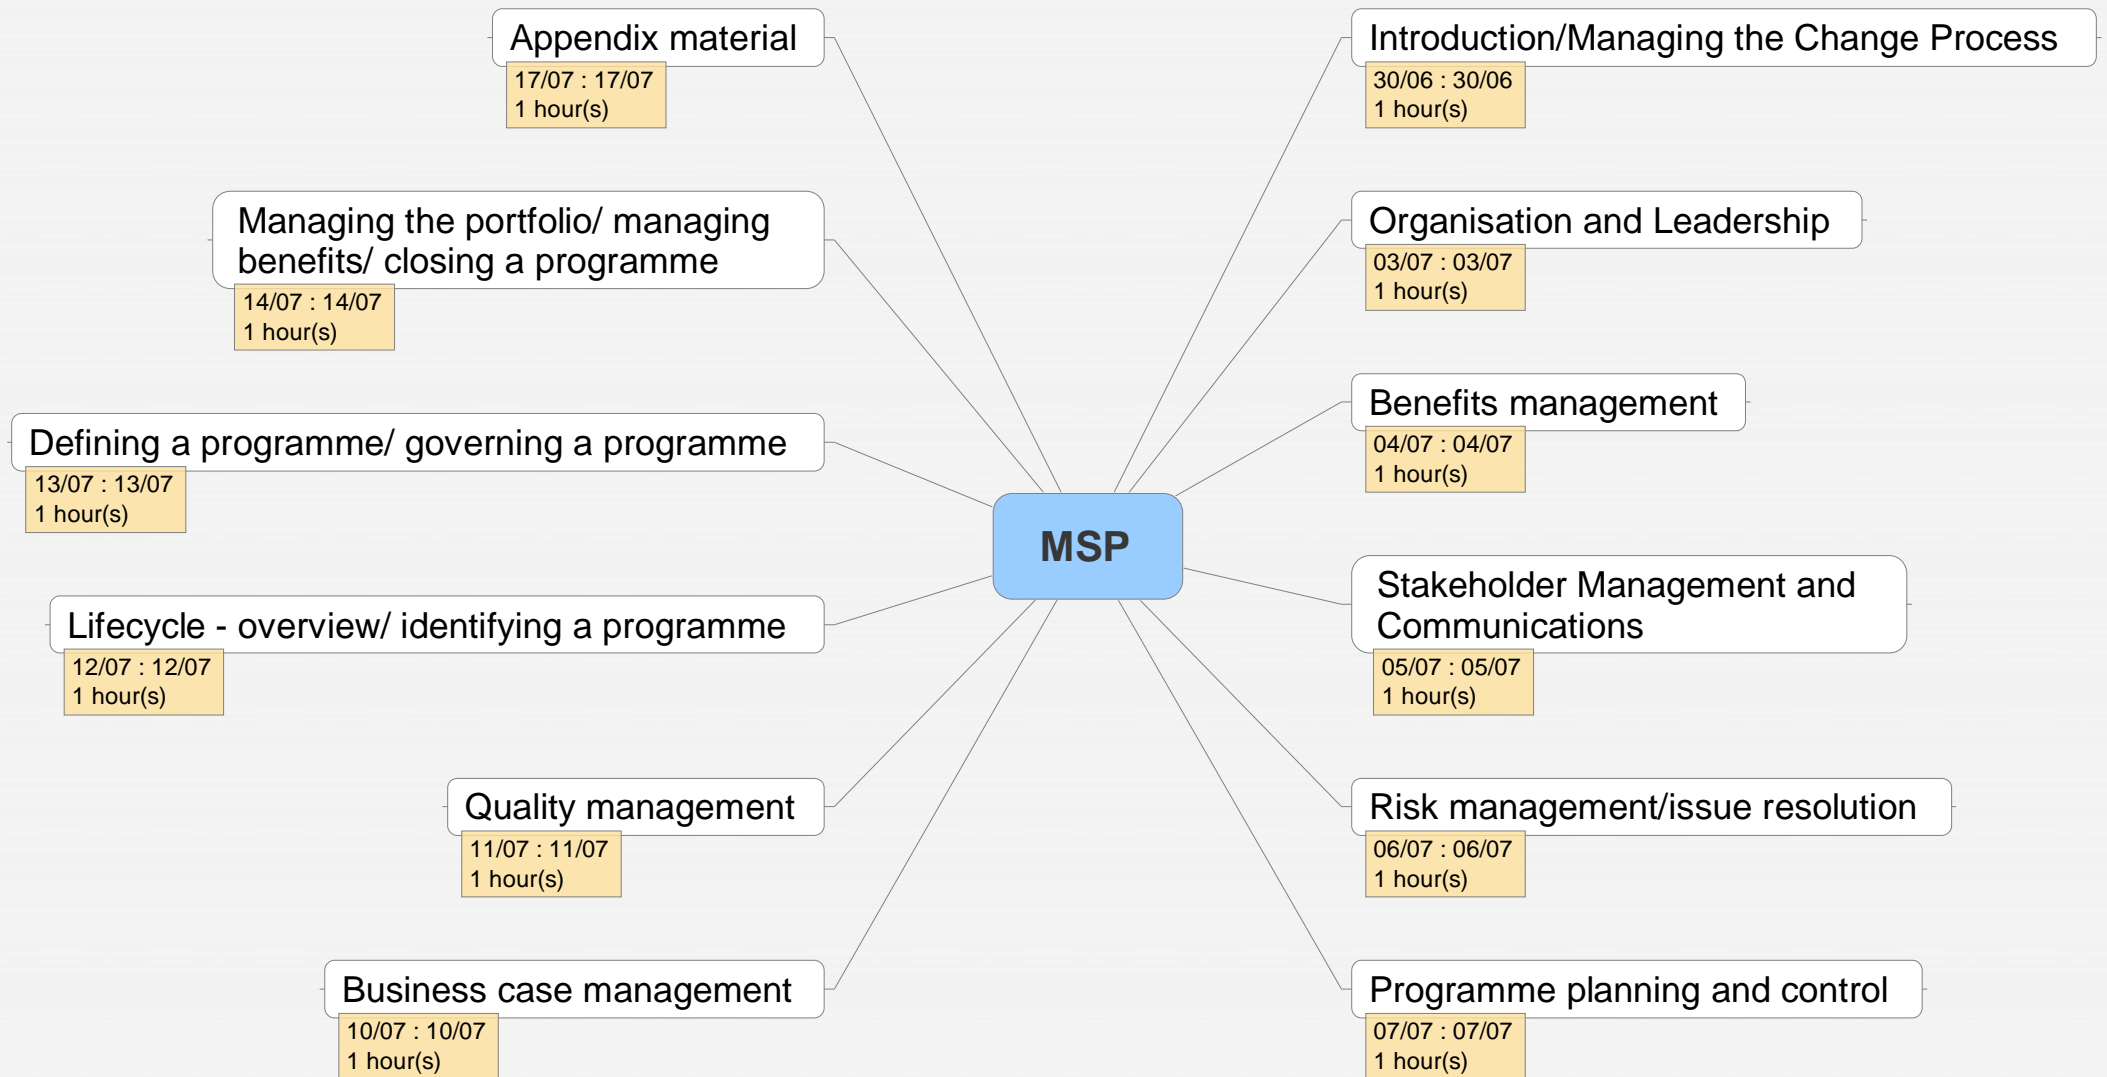 MSP
Introduction/Managing the Change Process
30/06 : 30/06
1 hour(s)
Organisation and Leadership
03/07 : 03/07
1 hour(s)
Benefits management
04/07 : 04/07
1 hour(s)
Stakeholder Management and
Communications
05/07 : 05/07
1 hour(s)
Risk management/issue resolution
06/07 : 06/07
1 hour(s)
Programme planning and control
07/07 : 07/07
1 hour(s)
Business case management
10/07 : 10/07
1 hour(s)
Quality management
11/07 : 11/07
1 hour(s)
Lifecycle - overview/ identifying a programme
12/07 : 12/07
1 hour(s)
Defining a programme/ governing a programme
13/07 : 13/07
1 hour(s)
Managing the portfolio/ managing
benefits/ closing a programme
14/07 : 14/07
1 hour(s)
Appendix material
17/07 : 17/07
1 hour(s)